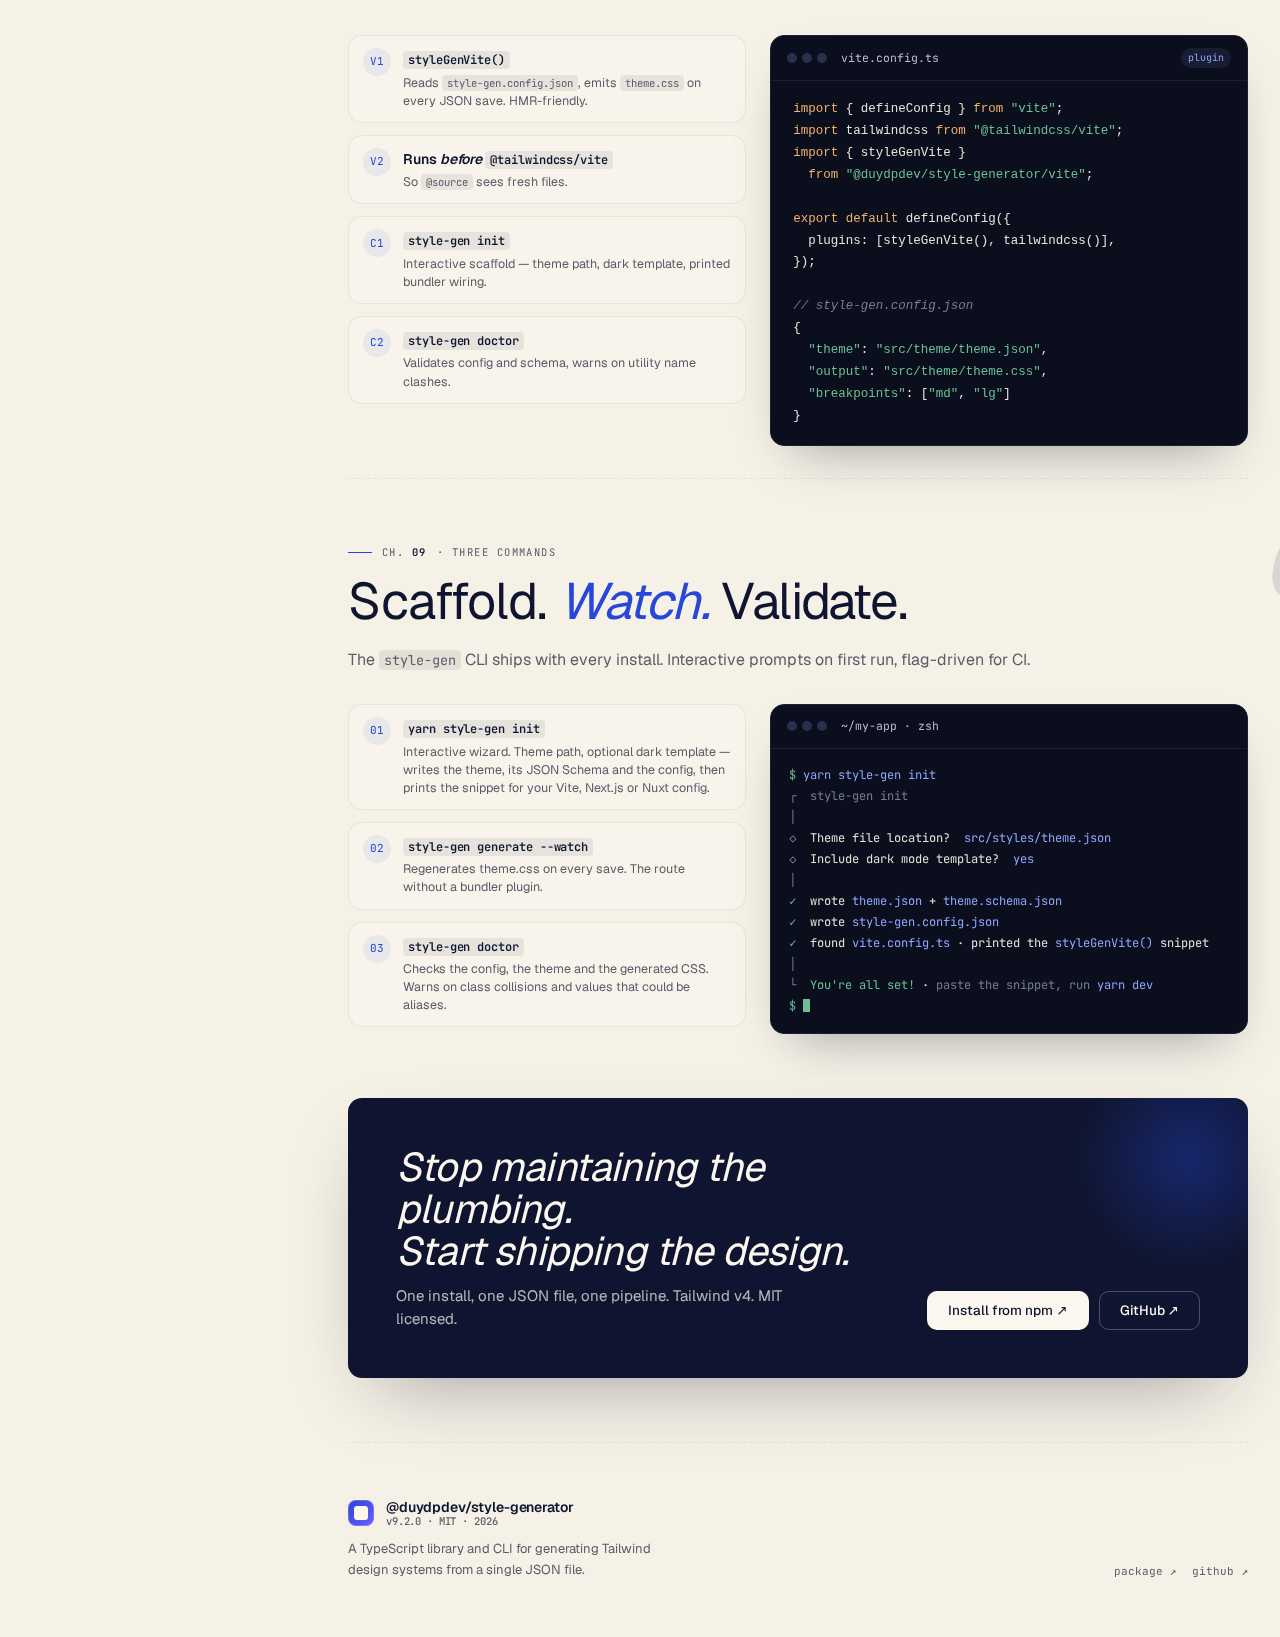 V1
styleGenVite()
Reads style-gen.config.json, emits theme.css on
every JSON save. HMR-friendly.
V2
Runs before @tailwindcss/vite
So @source sees fresh files.
C1
style-gen init
Interactive scaffold — theme path, dark template, printed
bundler wiring.
C2
style-gen doctor
Validates config and schema, warns on utility name
clashes.
vite.config.ts
plugin
import { defineConfig } from "vite";
import tailwindcss from "@tailwindcss/vite";
import { styleGenVite }
from "@duydpdev/style-generator/vite";
export default defineConfig({
plugins: [styleGenVite(), tailwindcss()],
});
// style-gen.config.json
{
"theme": "src/theme/theme.json",
"output": "src/theme/theme.css",
"breakpoints": ["md", "lg"]
}
CH. 09 · THREE COMMANDS
Scaffold. Watch. Validate.
The style-gen CLI ships with every install. Interactive prompts on first run, flag-driven for CI.
01
yarn style-gen init
Interactive wizard. Theme path, optional dark template —
writes the theme, its JSON Schema and the config, then
prints the snippet for your Vite, Next.js or Nuxt config.
02
style-gen generate --watch
Regenerates theme.css on every save. The route
without a bundler plugin.
03
style-gen doctor
Checks the config, the theme and the generated CSS.
Warns on class collisions and values that could be
aliases.
~/my-app · zsh
$ yarn style-gen init
┌ style-gen init
│
◇ Theme file location? src/styles/theme.json
◇ Include dark mode template? yes
│
✓ wrote theme.json + theme.schema.json
✓ wrote style-gen.config.json
✓ found vite.config.ts · printed the styleGenVite() snippet
│
└ You're all set! · paste the snippet, run yarn dev
$
Stop maintaining the
plumbing.
Start shipping the design.
One install, one JSON file, one pipeline. Tailwind v4. MIT
licensed.
Install from npm ↗
GitHub ↗
@duydpdev/style-generator
v9.2.0 · MIT · 2026
A TypeScript library and CLI for generating Tailwind
design systems from a single JSON file.
package ↗ github ↗